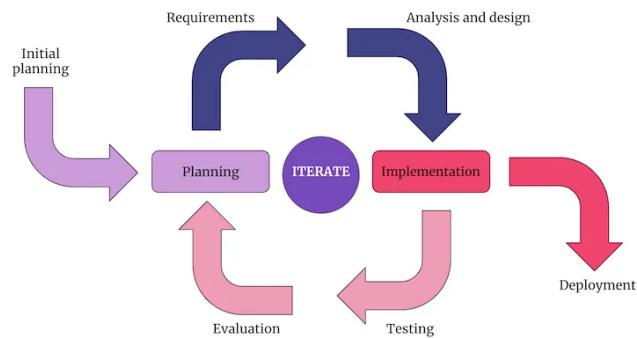 Requirements
Analysis and design
Initial
planning
Planning
ITERATE
Implementation
Deployment
Evaluation
Testing